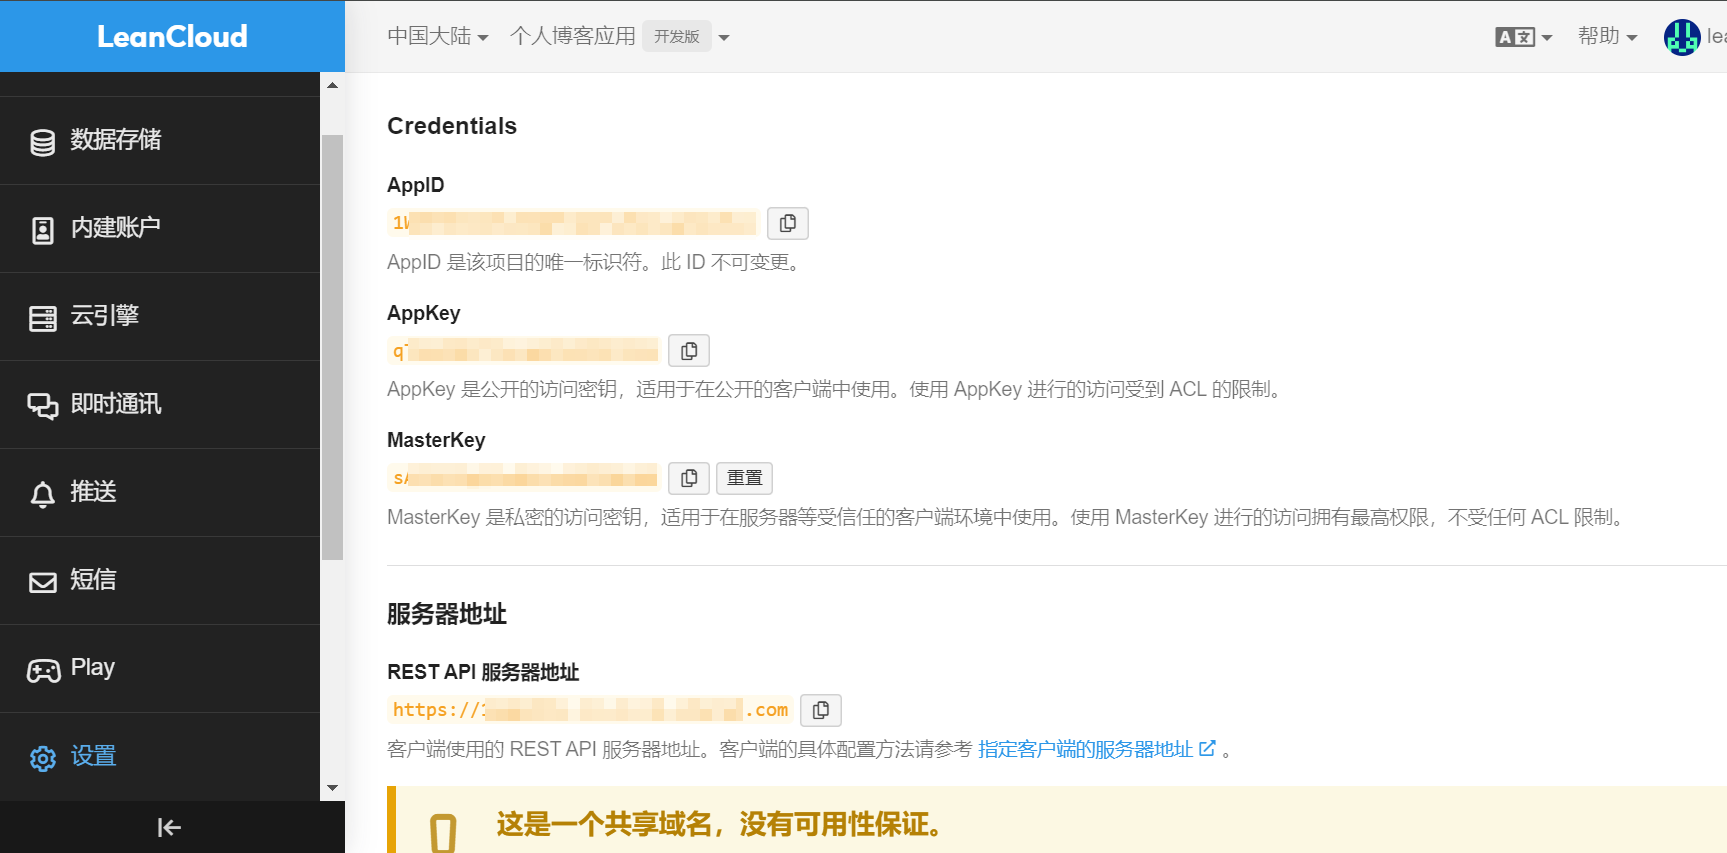 LeanCloud
中国大陆
个人博客应用
开发版
帮助
lea
数据存储
内建账户
云引擎
即时通讯
推送
短信
Play
设置
Credentials
AppID
AppID 是该项目的唯一标识符。此 ID 不可变更。
AppKey
AppKey 是公开的访问密钥，适用于在公开的客户端中使用。使用 AppKey 进行的访问受到 ACL 的限制。
MasterKey
重置
MasterKey 是私密的访问密钥，适用于在服务器等受信任的客户端环境中使用。使用 MasterKey 进行的访问拥有最高权限，不受任何 ACL 限制。
服务器地址
REST API 服务器地址
https:// .com
客户端使用的 REST API 服务器地址。客户端的具体配置方法请参考 指定客户端的服务器地址 。
这是一个共享域名，没有可用性保证。